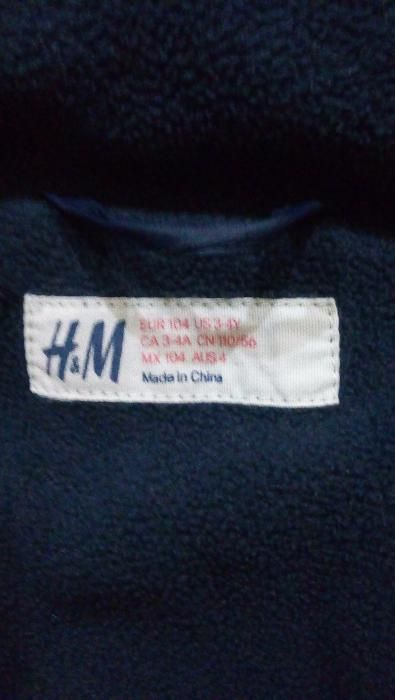 H&M
EUR 104 US 3-4Y
CA 3-4A CN 110/56
MX 104 AUS 4
Made in China